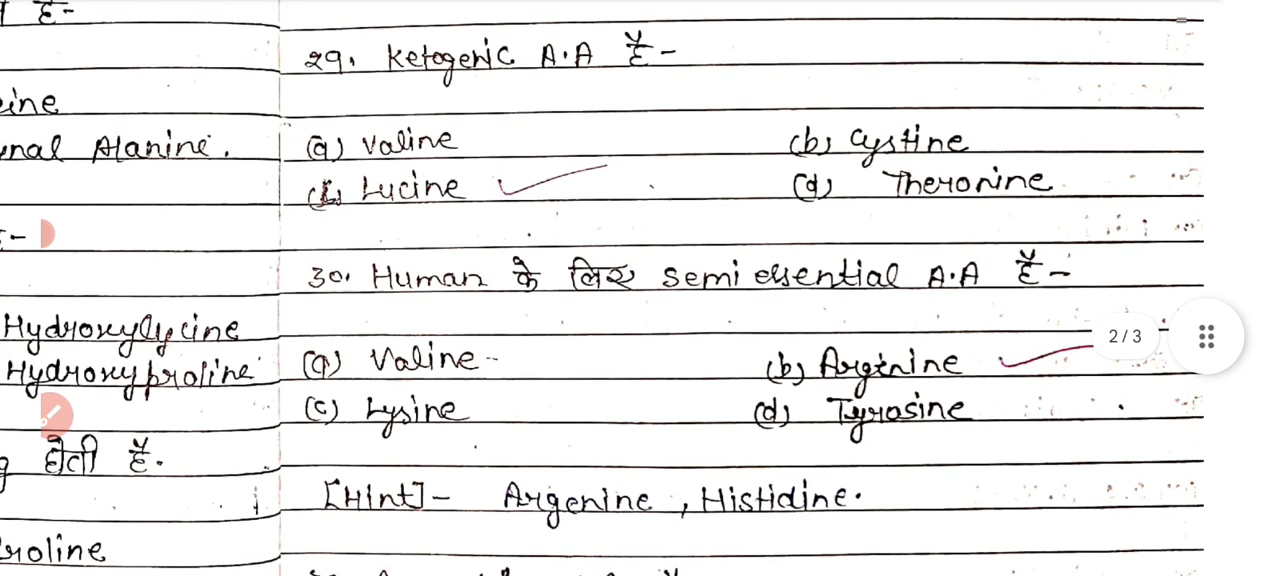 है-
29. Ketogenic A.A है -
ine
nal Alanine.
(a) Valine (b) Cystine
(c) Lucine (d) Theronine
-
30. Human के लिए semi essential A.A है -
Hydroxylycine
2/3
Hydroxyproline
(a) Valine (b) Argenine
(c) Lysine (d) Tyrosine
होती है.
[Hint]- Argenine, Histidine.
roline